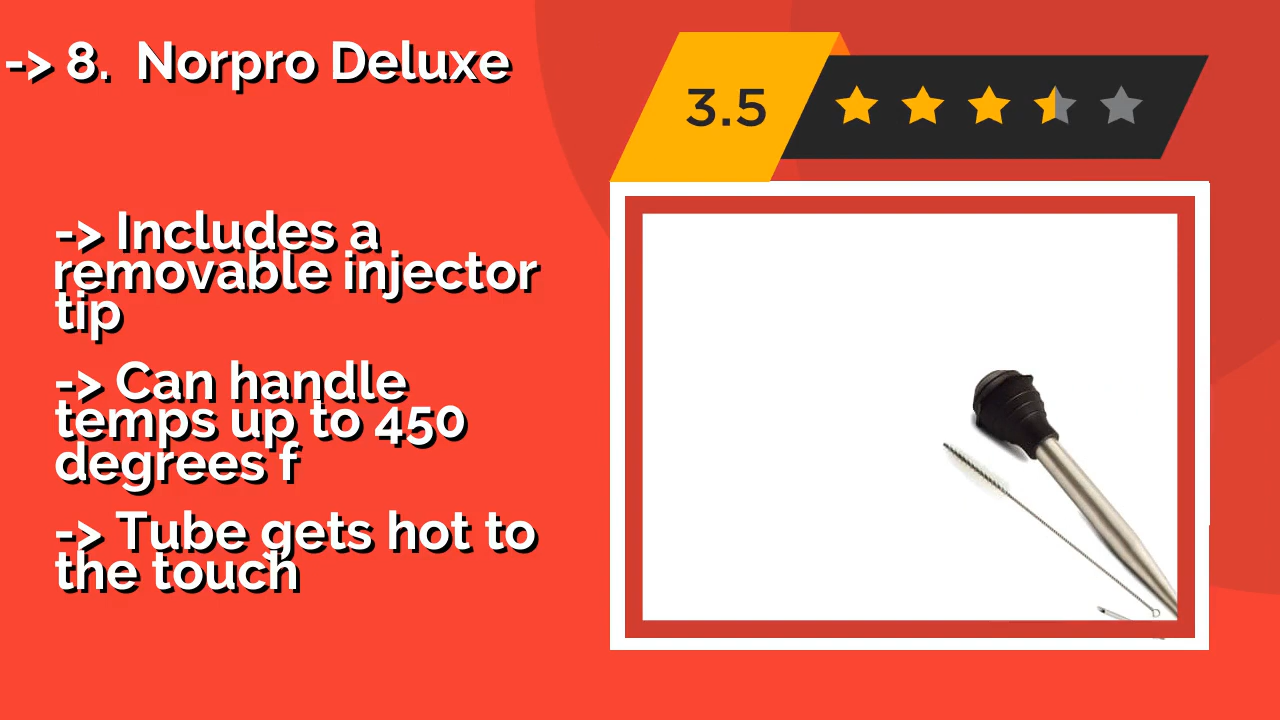 -> 8.  Norpro Deluxe
3.5
-> Includes a
removable injector
tip
-> Can handle
temps up to 450
degrees f
-> Tube gets hot to
the touch